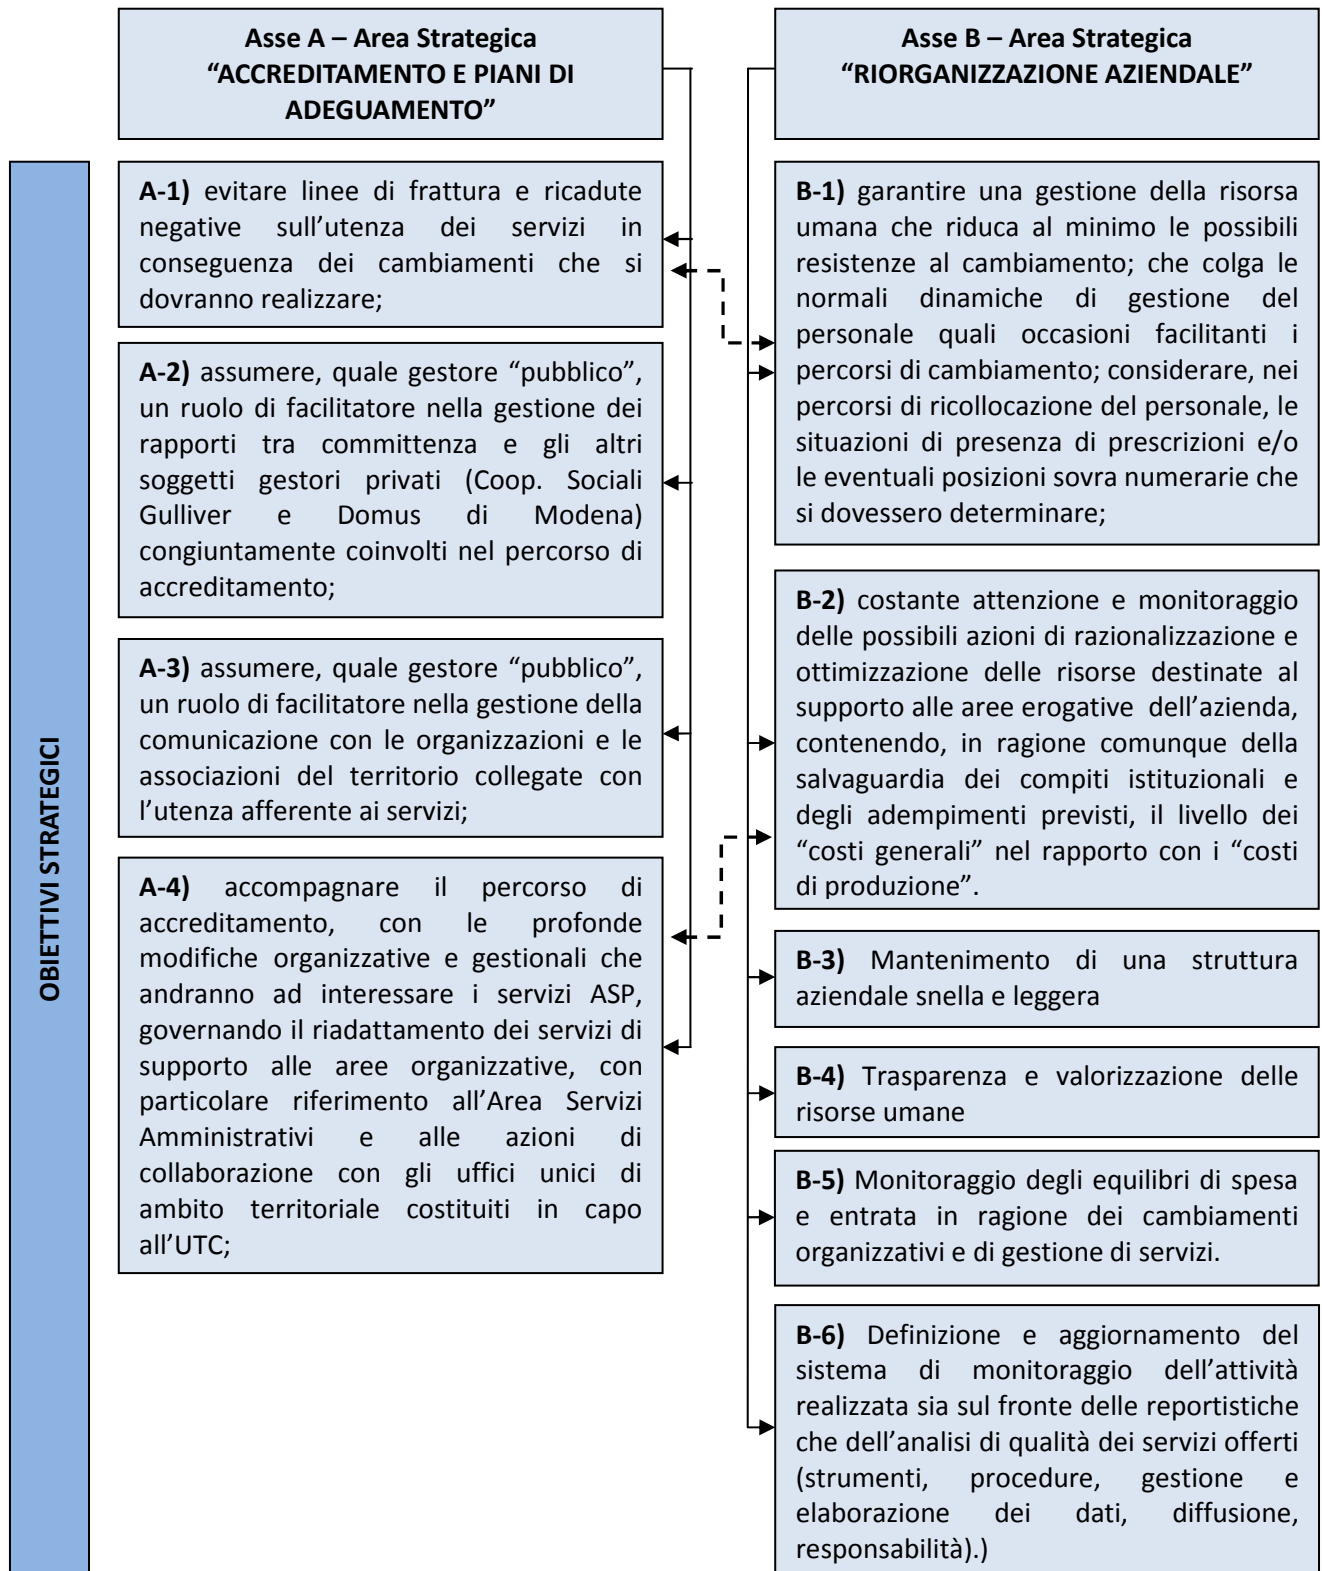 Asse A – Area Strategica
“ACCREDITAMENTO E PIANI DI
ADEGUAMENTO”
Asse B – Area Strategica
“RIORGANIZZAZIONE AZIENDALE”
OBIETTIVI STRATEGICI
A-1) evitare linee di frattura e ricadute
negative sull’utenza dei servizi in
conseguenza dei cambiamenti che si
dovranno realizzare;
A-2) assumere, quale gestore “pubblico”,
un ruolo di facilitatore nella gestione dei
rapporti tra committenza e gli altri
soggetti gestori privati (Coop. Sociali
Gulliver e Domus di Modena)
congiuntamente coinvolti nel percorso di
accreditamento;
A-3) assumere, quale gestore “pubblico”,
un ruolo di facilitatore nella gestione della
comunicazione con le organizzazioni e le
associazioni del territorio collegate con
l’utenza afferente ai servizi;
A-4) accompagnare il percorso di
accreditamento, con le profonde
modifiche organizzative e gestionali che
andranno ad interessare i servizi ASP,
governando il riadattamento dei servizi di
supporto alle aree organizzative, con
particolare riferimento all’Area Servizi
Amministrativi e alle azioni di
collaborazione con gli uffici unici di
ambito territoriale costituiti in capo
all’UTC;
B-1) garantire una gestione della risorsa
umana che riduca al minimo le possibili
resistenze al cambiamento; che colga le
normali dinamiche di gestione del
personale quali occasioni facilitanti i
percorsi di cambiamento; considerare, nei
percorsi di ricollocazione del personale, le
situazioni di presenza di prescrizioni e/o
le eventuali posizioni sovra numerarie che
si dovessero determinare;
B-2) costante attenzione e monitoraggio
delle possibili azioni di razionalizzazione e
ottimizzazione delle risorse destinate al
supporto alle aree erogative dell’azienda,
contenendo, in ragione comunque della
salvaguardia dei compiti istituzionali e
degli adempimenti previsti, il livello dei
“costi generali” nel rapporto con i “costi
di produzione”.
B-3) Mantenimento di una struttura
aziendale snella e leggera
B-4) Trasparenza e valorizzazione delle
risorse umane
B-5) Monitoraggio degli equilibri di spesa
e entrata in ragione dei cambiamenti
organizzativi e di gestione di servizi.
B-6) Definizione e aggiornamento del
sistema di monitoraggio dell’attività
realizzata sia sul fronte delle reportistiche
che dell’analisi di qualità dei servizi offerti
(strumenti, procedure, gestione e
elaborazione dei dati, diffusione,
responsabilità).)